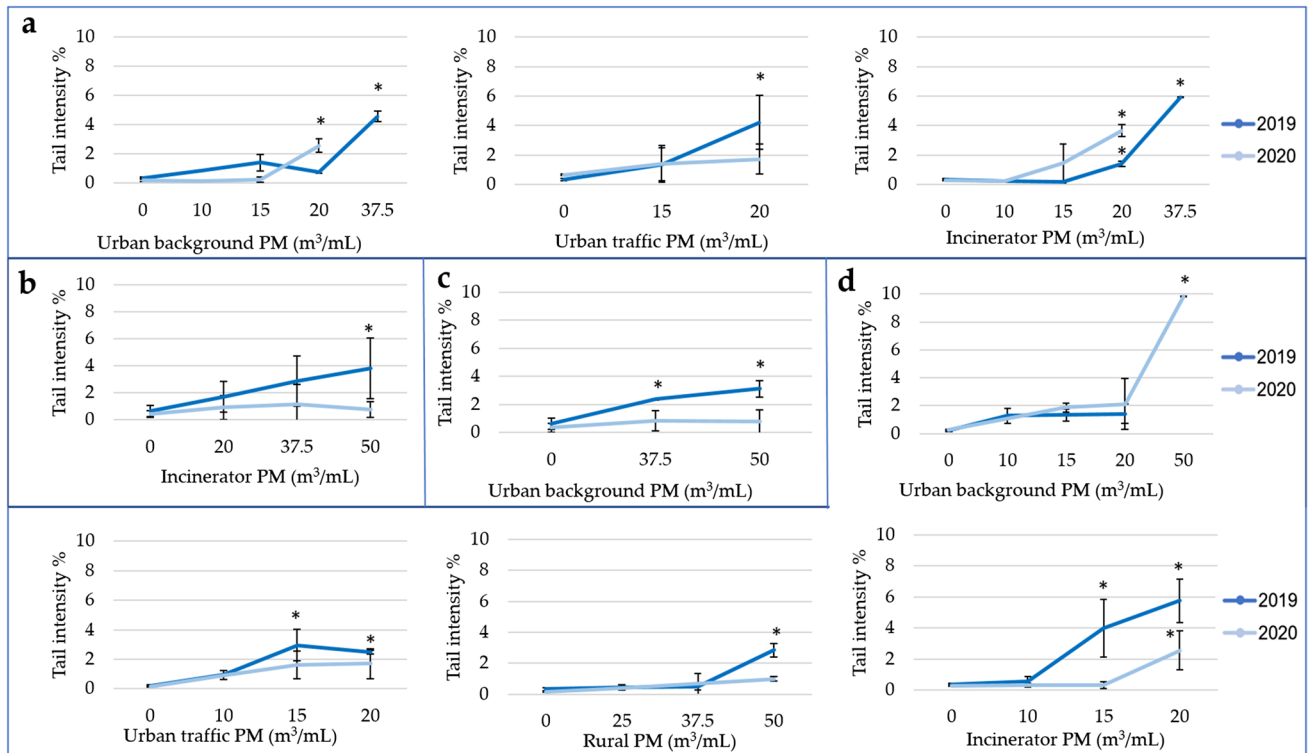 a
10
8
6
4
2
0
Tail intensity %
*
*
0 10 15 20 37.5
Urban background PM (m³/mL)
10
8
6
4
2
0
Tail intensity %
*
0 15 20
Urban traffic PM (m³/mL)
10
8
6
4
2
0
Tail intensity %
*
*
*
0 10 15 20 37.5
Incinerator PM (m³/mL)
2019
2020
b
10
8
6
4
2
0
Tail intensity %
*
0 20 37.5 50
Incinerator PM (m³/mL)
c
10
8
6
4
2
0
Tail intensity %
*
*
0 37.5 50
Urban background PM (m³/mL)
d
10
8
6
4
2
0
Tail intensity %
*
0 10 15 20 50
Urban background PM (m³/mL)
2019
2020
10
8
6
4
2
0
Tail intensity %
*
*
0 10 15 20
Urban traffic PM (m³/mL)
10
8
6
4
2
0
Tail intensity %
*
0 25 37.5 50
Rural PM (m³/mL)
10
8
6
4
2
0
Tail intensity %
*
*
*
0 10 15 20
Incinerator PM (m³/mL)
2019
2020